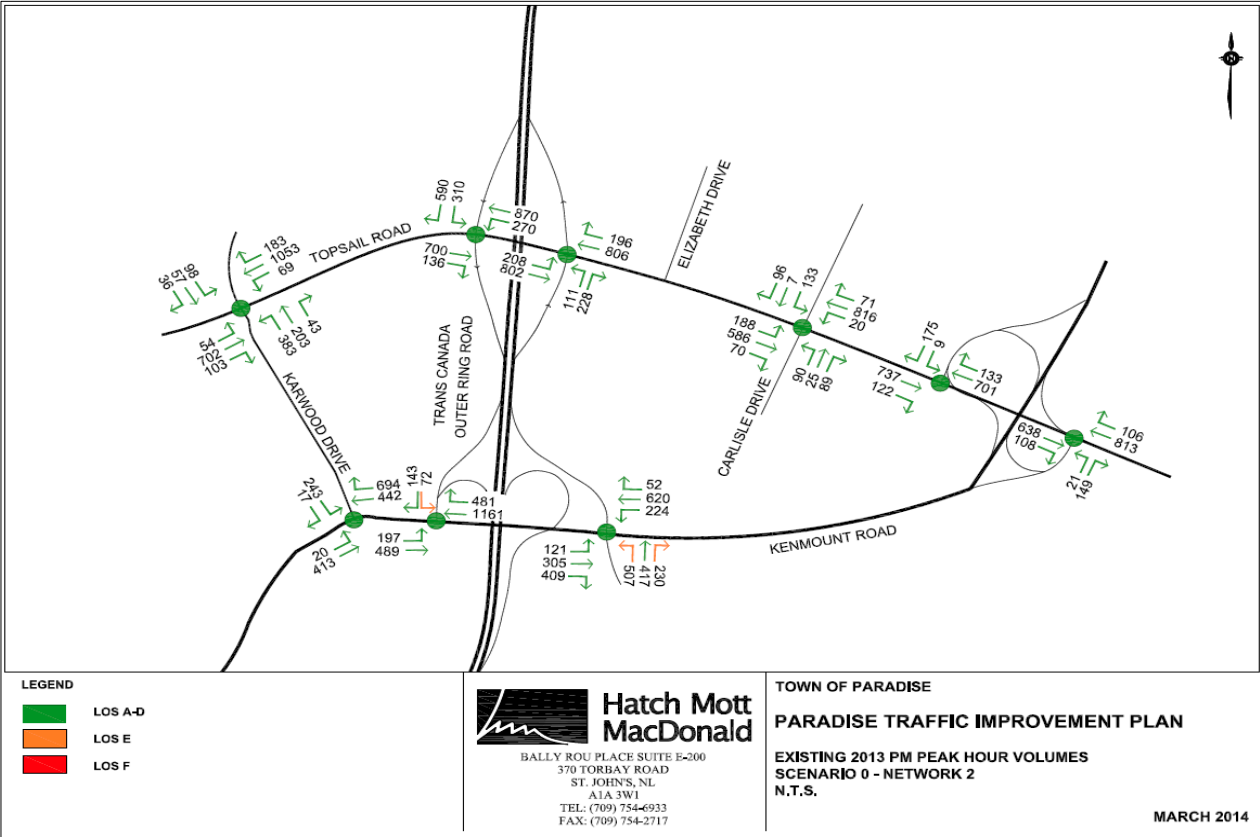 N
590
310
870
270
TOPSAIL ROAD
700
136
208
802
196
806
111
228
ELIZABETH DRIVE
183
1053
69
98
57
36
54
702
103
43
203
383
KARWOOD DRIVE
TRANS CANADA
OUTER RING ROAD
96
7
133
71
816
20
188
586
70
90
25
89
CARLISLE DRIVE
175
9
133
701
737
122
638
108
106
813
21
149
243
17
694
442
20
413
143
72
481
1161
197
489
52
620
224
121
305
409
507
417
230
KENMOUNT ROAD
LEGEND
LOS A-D
LOS E
LOS F
Hatch Mott
MacDonald
BALLY ROU PLACE SUITE E-200
370 TORBAY ROAD
ST. JOHN'S, NL
A1A 3W1
TEL: (709) 754-6933
FAX: (709) 754-2717
TOWN OF PARADISE
PARADISE TRAFFIC IMPROVEMENT PLAN
EXISTING 2013 PM PEAK HOUR VOLUMES
SCENARIO 0 - NETWORK 2
N.T.S.
MARCH 2014